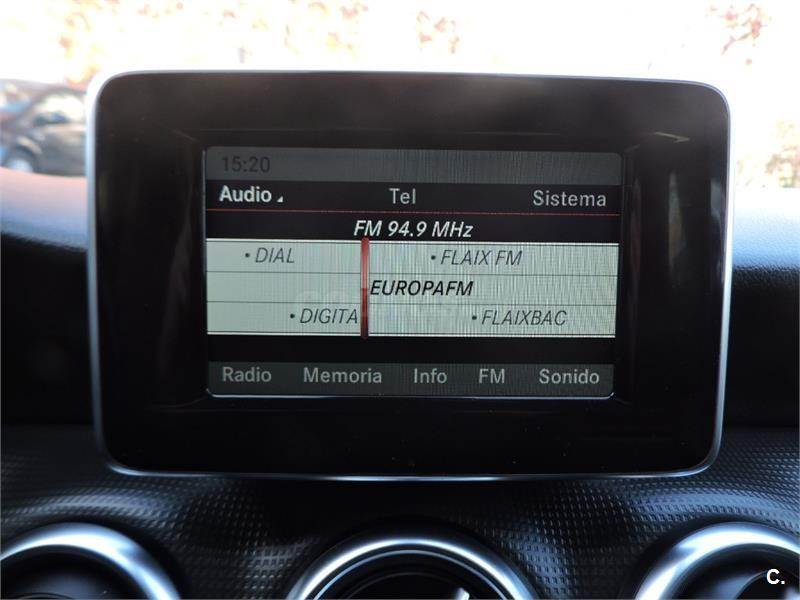 15:20
Audio Tel Sistema
FM 94.9 MHz
• DIAL • FLAIX FM
EUROPAFM
• DIGITA • FLAIXBAC
Radio Memoria Info FM Sonido
C.